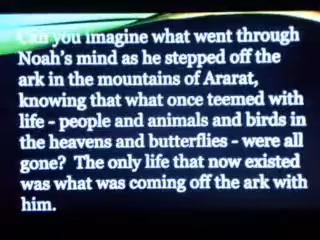 Can you imagine what went through
Noah's mind as he stepped off the
ark in the mountains of Ararat,
knowing that what once teemed with
life - people and animals and birds in
the heavens and butterflies - were all
gone?  The only life that now existed
was what was coming off the ark with
him.